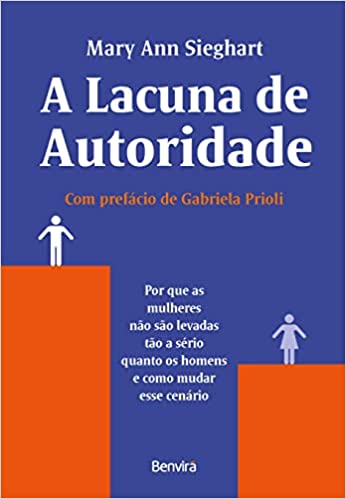 Mary Ann Sieghart
A Lacuna de
Autoridade
Com prefácio de Gabriela Prioli
Por que as
mulheres
não são levadas
tão a sério
quanto os homens
e como mudar
esse cenário
Benvirá